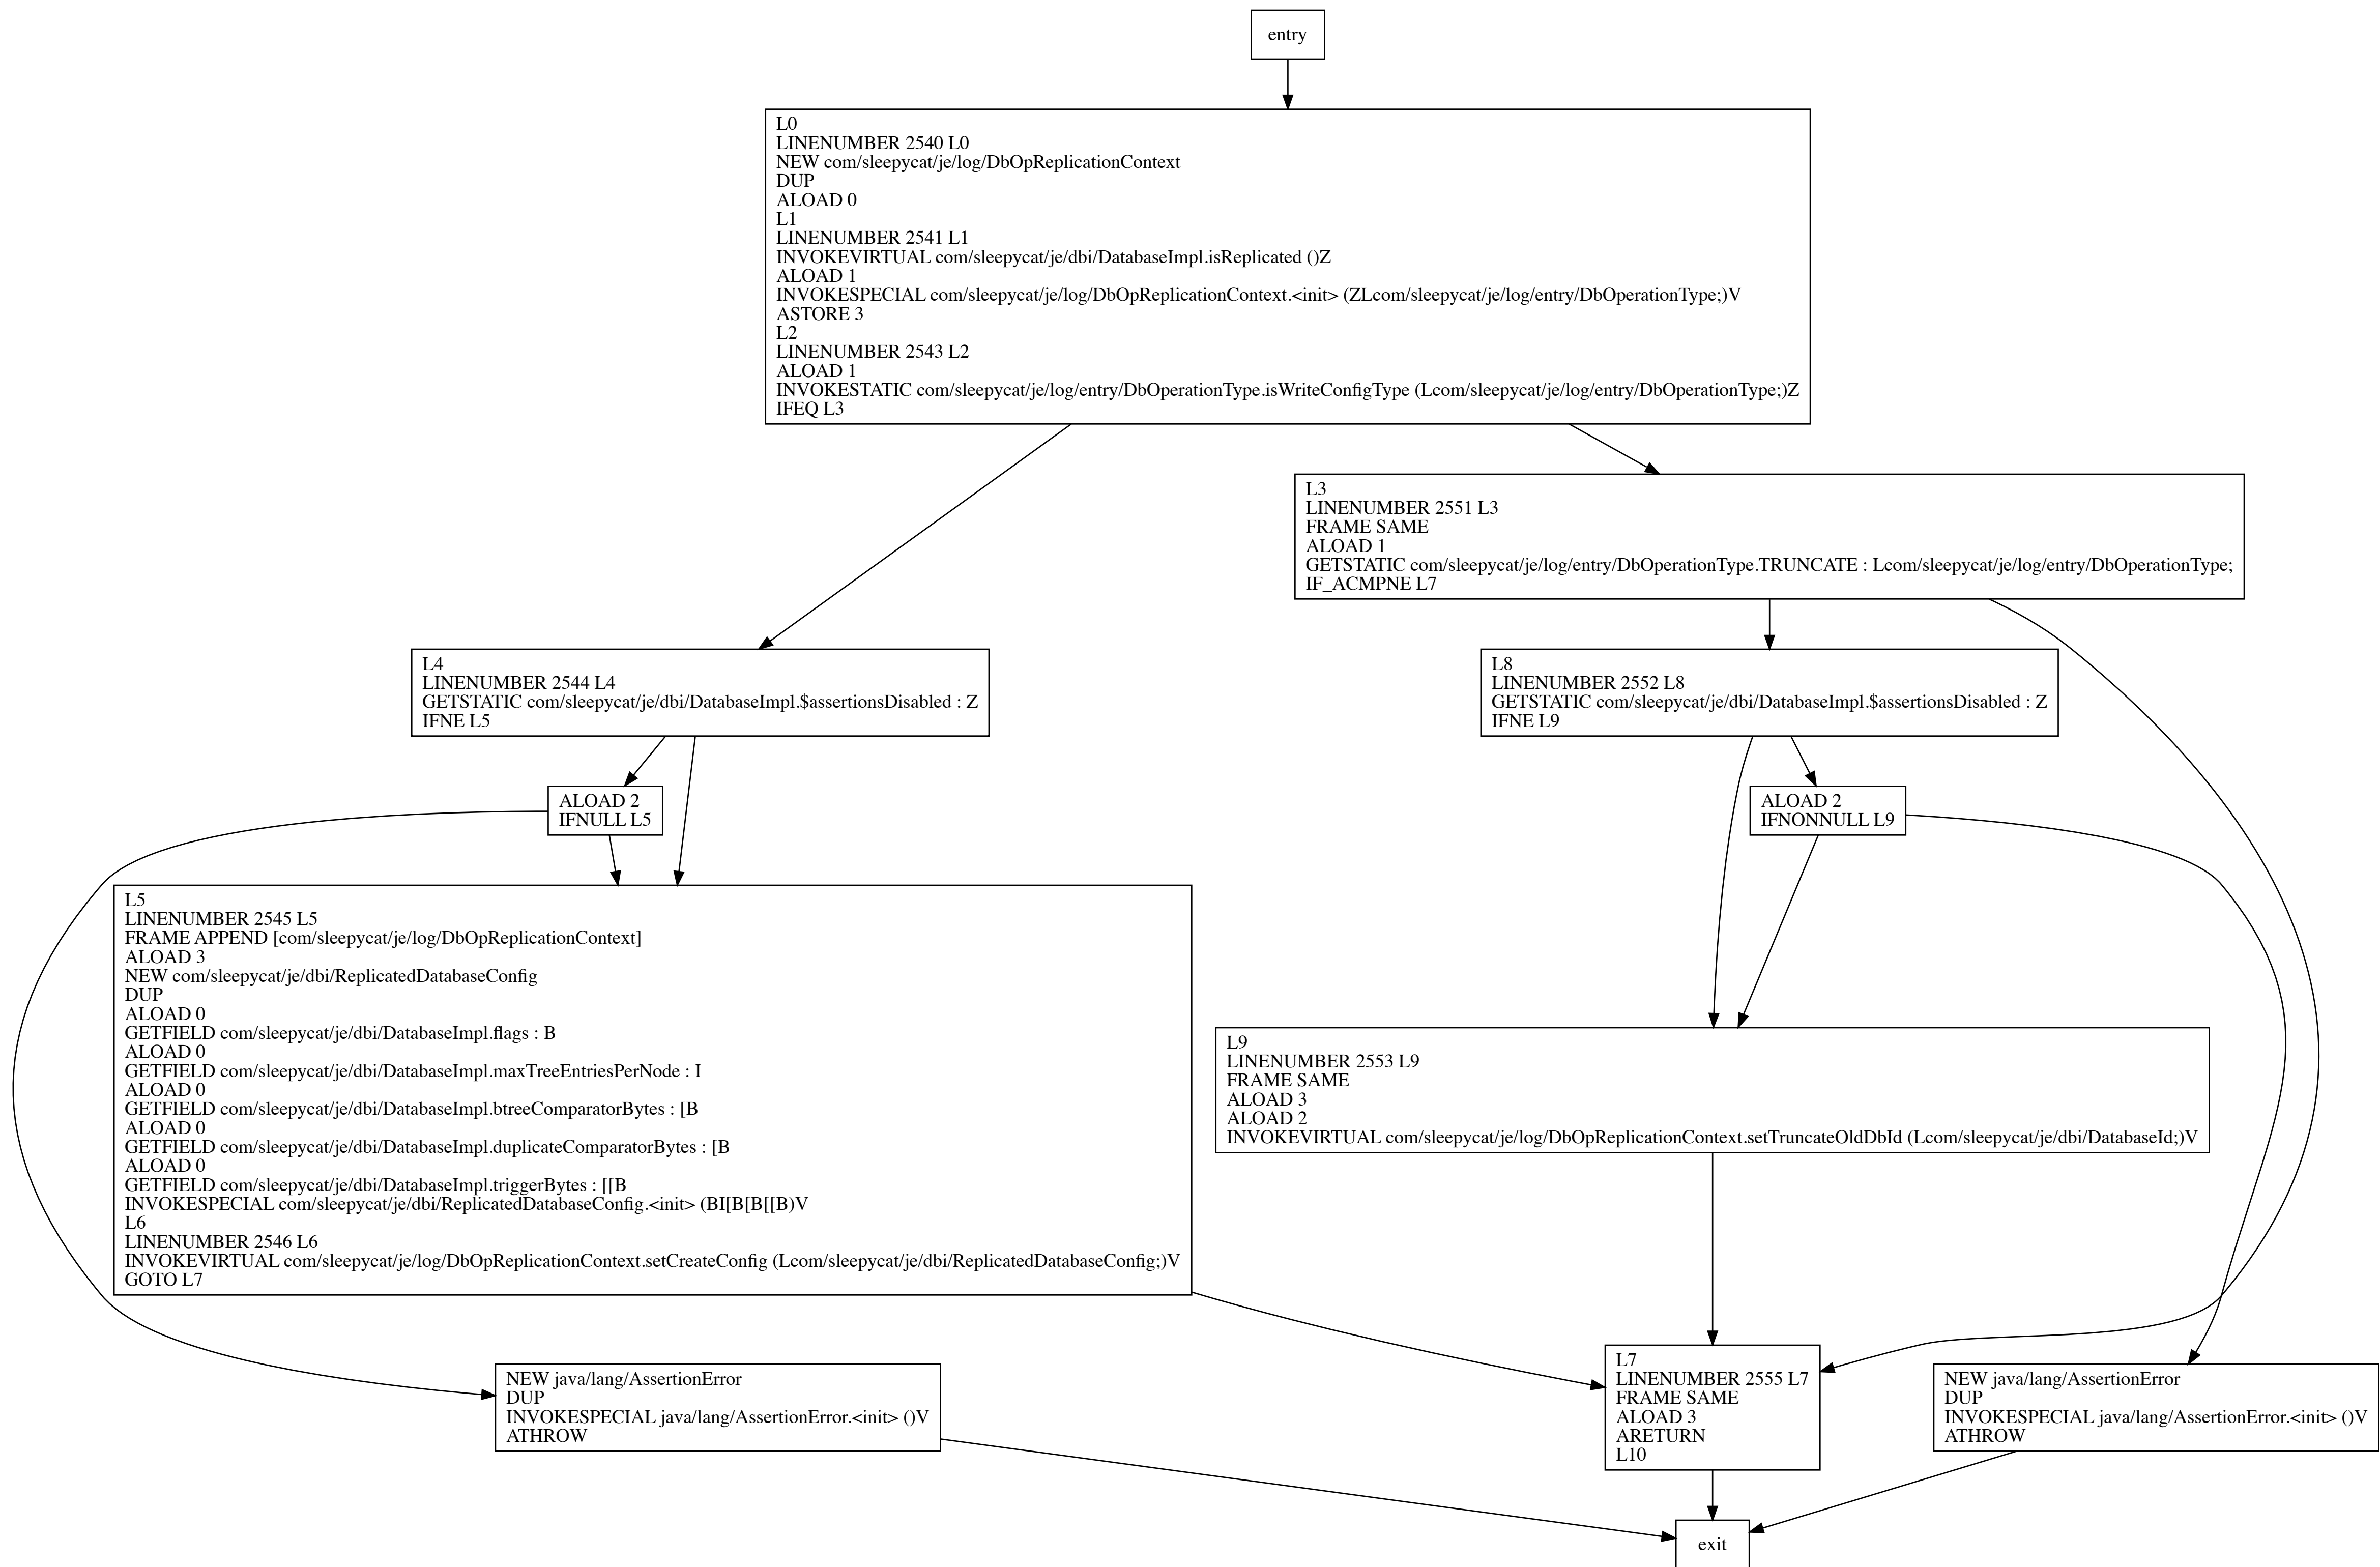 entry
L0
LINENUMBER 2540 L0
NEW com/sleepycat/je/log/DbOpReplicationContext
DUP
ALOAD 0
L1
LINENUMBER 2541 L1
INVOKEVIRTUAL com/sleepycat/je/dbi/DatabaseImpl.isReplicated ()Z
ALOAD 1
INVOKESPECIAL com/sleepycat/je/log/DbOpReplicationContext.<init> (ZLcom/sleepycat/je/log/entry/DbOperationType;)V
ASTORE 3
L2
LINENUMBER 2543 L2
ALOAD 1
INVOKESTATIC com/sleepycat/je/log/entry/DbOperationType.isWriteConfigType (Lcom/sleepycat/je/log/entry/DbOperationType;)Z
IFEQ L3
L3
LINENUMBER 2551 L3
FRAME SAME
ALOAD 1
GETSTATIC com/sleepycat/je/log/entry/DbOperationType.TRUNCATE : Lcom/sleepycat/je/log/entry/DbOperationType;
IF_ACMPNE L7
L4
LINENUMBER 2544 L4
GETSTATIC com/sleepycat/je/dbi/DatabaseImpl.$assertionsDisabled : Z
IFNE L5
L8
LINENUMBER 2552 L8
GETSTATIC com/sleepycat/je/dbi/DatabaseImpl.$assertionsDisabled : Z
IFNE L9
ALOAD 2
IFNULL L5
ALOAD 2
IFNONNULL L9
L5
LINENUMBER 2545 L5
FRAME APPEND [com/sleepycat/je/log/DbOpReplicationContext]
ALOAD 3
NEW com/sleepycat/je/dbi/ReplicatedDatabaseConfig
DUP
ALOAD 0
GETFIELD com/sleepycat/je/dbi/DatabaseImpl.flags : B
ALOAD 0
GETFIELD com/sleepycat/je/dbi/DatabaseImpl.maxTreeEntriesPerNode : I
ALOAD 0
GETFIELD com/sleepycat/je/dbi/DatabaseImpl.btreeComparatorBytes : [B
ALOAD 0
GETFIELD com/sleepycat/je/dbi/DatabaseImpl.duplicateComparatorBytes : [B
ALOAD 0
GETFIELD com/sleepycat/je/dbi/DatabaseImpl.triggerBytes : [[B
INVOKESPECIAL com/sleepycat/je/dbi/ReplicatedDatabaseConfig.<init> (BI[B[B[[B)V
L6
LINENUMBER 2546 L6
INVOKEVIRTUAL com/sleepycat/je/log/DbOpReplicationContext.setCreateConfig (Lcom/sleepycat/je/dbi/ReplicatedDatabaseConfig;)V
GOTO L7
L9
LINENUMBER 2553 L9
FRAME SAME
ALOAD 3
ALOAD 2
INVOKEVIRTUAL com/sleepycat/je/log/DbOpReplicationContext.setTruncateOldDbId (Lcom/sleepycat/je/dbi/DatabaseId;)V
NEW java/lang/AssertionError
DUP
INVOKESPECIAL java/lang/AssertionError.<init> ()V
ATHROW
L7
LINENUMBER 2555 L7
FRAME SAME
ALOAD 3
ARETURN
L10
NEW java/lang/AssertionError
DUP
INVOKESPECIAL java/lang/AssertionError.<init> ()V
ATHROW
exit